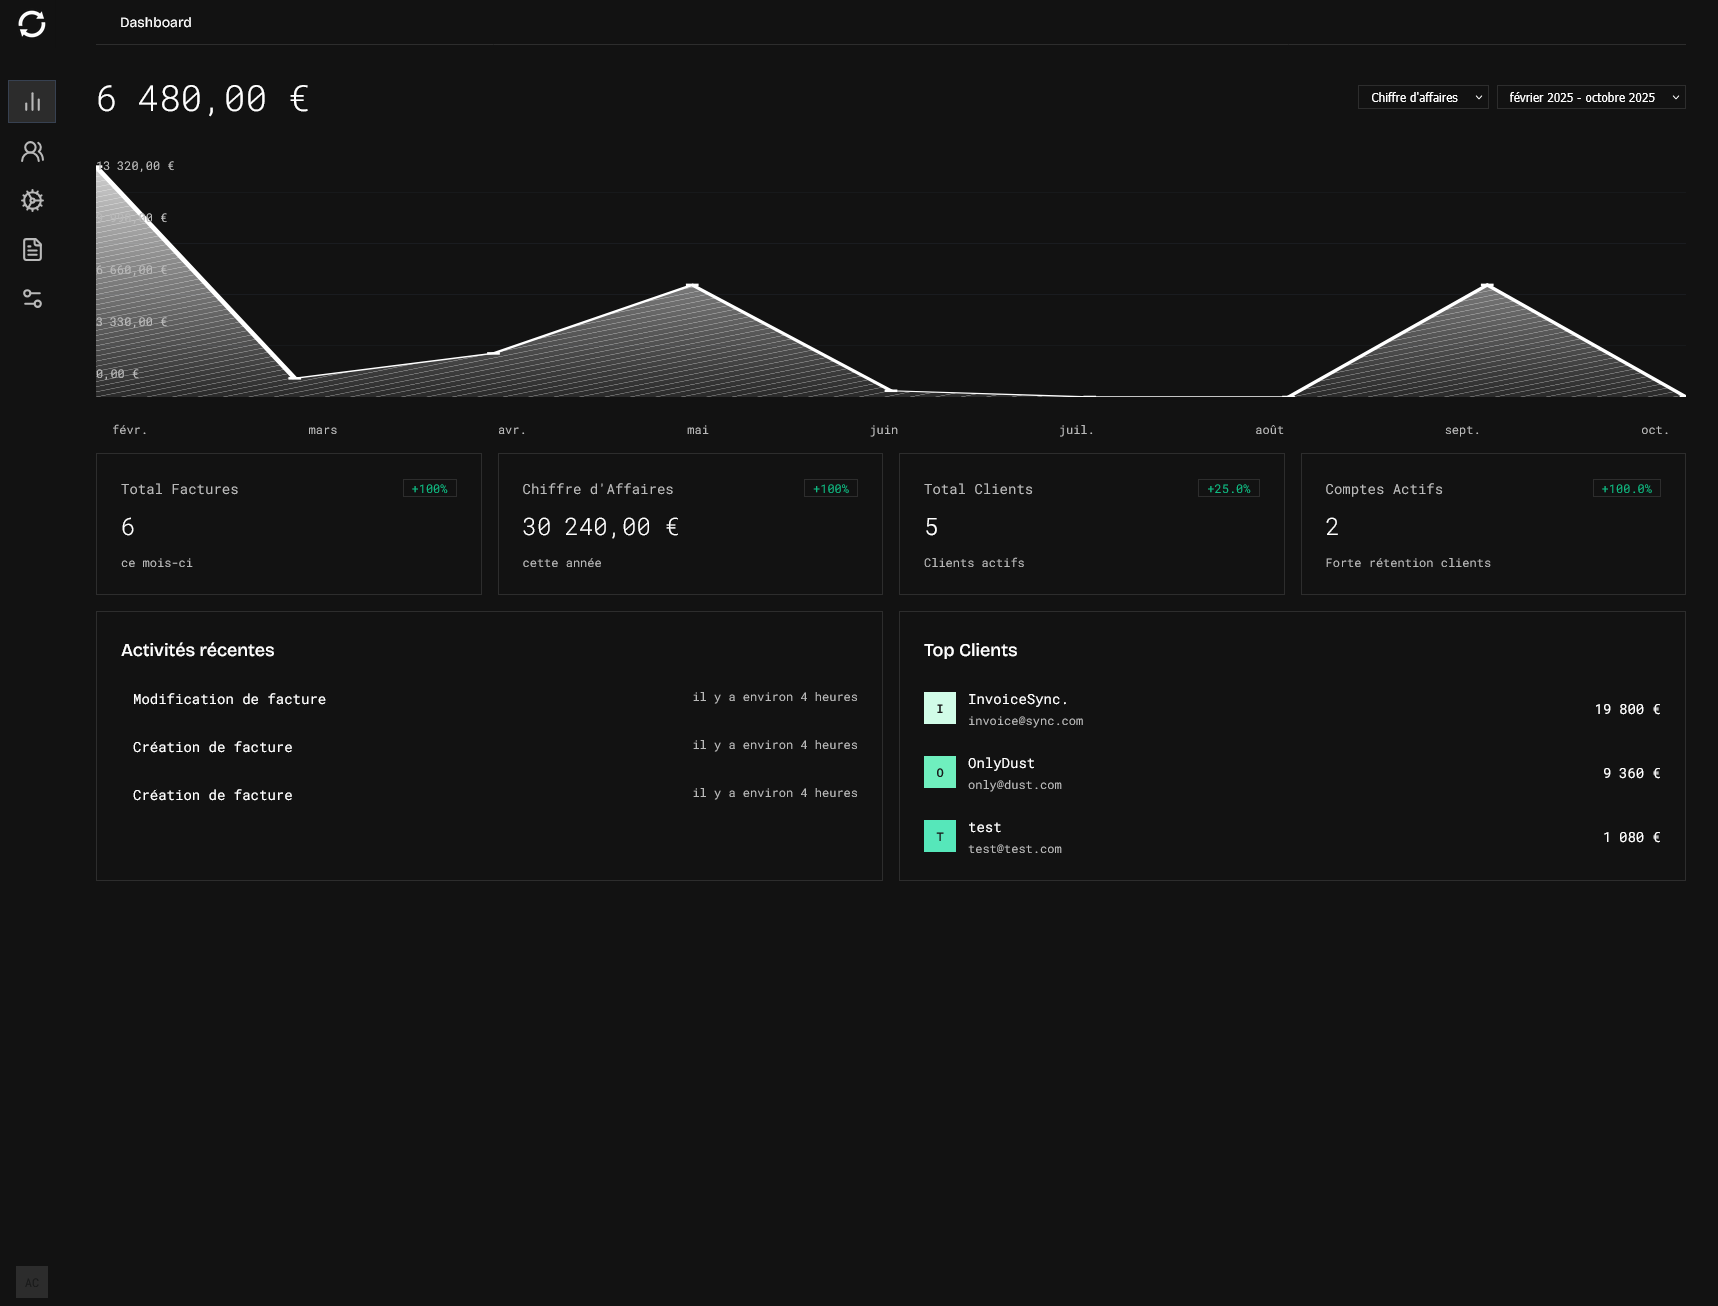 Dashboard
6 480,00 €
Chiffre d'affaires
février 2025 - octobre 2025
13 320,00 €
6 660,00 €
3 330,00 €
0,00 €
févr. mars avr. mai juin juil. août sept. oct.
Total Factures
+100%
6
ce mois-ci
Chiffre d'Affaires
+100%
30 240,00 €
cette année
Total Clients
+25.0%
5
Clients actifs
Comptes Actifs
+100.0%
2
Forte rétention clients
Activités récentes
Modification de facture
il y a environ 4 heures
Création de facture
il y a environ 4 heures
Création de facture
il y a environ 4 heures
Top Clients
I
InvoiceSync.
invoice@sync.com
19 800 €
O
OnlyDust
only@dust.com
9 360 €
T
test
test@test.com
1 080 €
AC